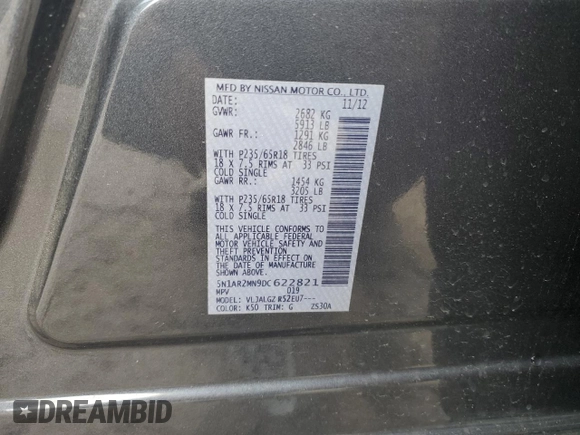 MFD BY NISSAN MOTOR CO., LTD.
DATE: 11/12
GVWR: 2682 KG
5913 LB
GAWR FR.: 1291 KG
2846 LB
WITH P235/65R18 TIRES
18 X 7.5 RIMS AT 33 PSI
COLD SINGLE
GAWR RR.: 1454 KG
3205 LB
WITH P235/65R18 TIRES
18 X 7.5 RIMS AT 33 PSI
COLD SINGLE
THIS VEHICLE CONFORMS TO
ALL APPLICABLE FEDERAL
MOTOR VEHICLE SAFETY AND
THEFT PREVENTION
STANDARDS IN EFFECT ON
THE DATE OF MANUFACTURE
SHOWN ABOVE.
5N1AR2MN9DC622821
MPV 019
MODEL: VLJALGZ R52EU7---
COLOR: K50 TRIM: G ZS30A
DREAMBID